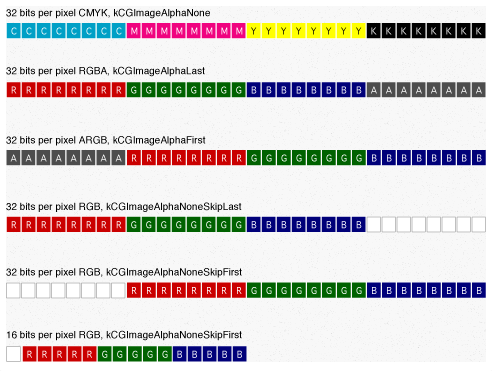 32 bits per pixel CMYK, kCGImageAlphaNone
C C C C C C C C M M M M M M M M Y Y Y Y Y Y Y Y K K K K K K K K
32 bits per pixel RGBA, kCGImageAlphaLast
R R R R R R R R G G G G G G G G B B B B B B B B A A A A A A A A
32 bits per pixel ARGB, kCGImageAlphaFirst
A A A A A A A A R R R R R R R R G G G G G G G G B B B B B B B B
32 bits per pixel RGB, kCGImageAlphaNoneSkipLast
R R R R R R R R G G G G G G G G B B B B B B B B
32 bits per pixel RGB, kCGImageAlphaNoneSkipFirst
R R R R R R R R G G G G G G G G B B B B B B B B
16 bits per pixel RGB, kCGImageAlphaNoneSkipFirst
R R R R R G G G G G B B B B B